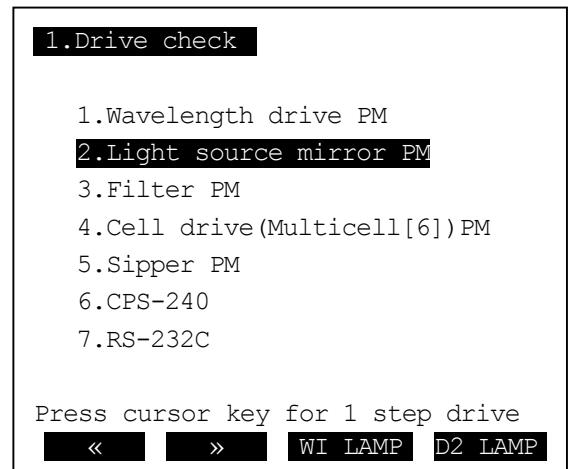 1.Drive check
1.Wavelength drive PM
2.Light source mirror PM
3.Filter PM
4.Cell drive(Multicell[6])PM
5.Sipper PM
6.CPS-240
7.RS-232C
Press cursor key for 1 step drive
« » WI LAMP D2 LAMP